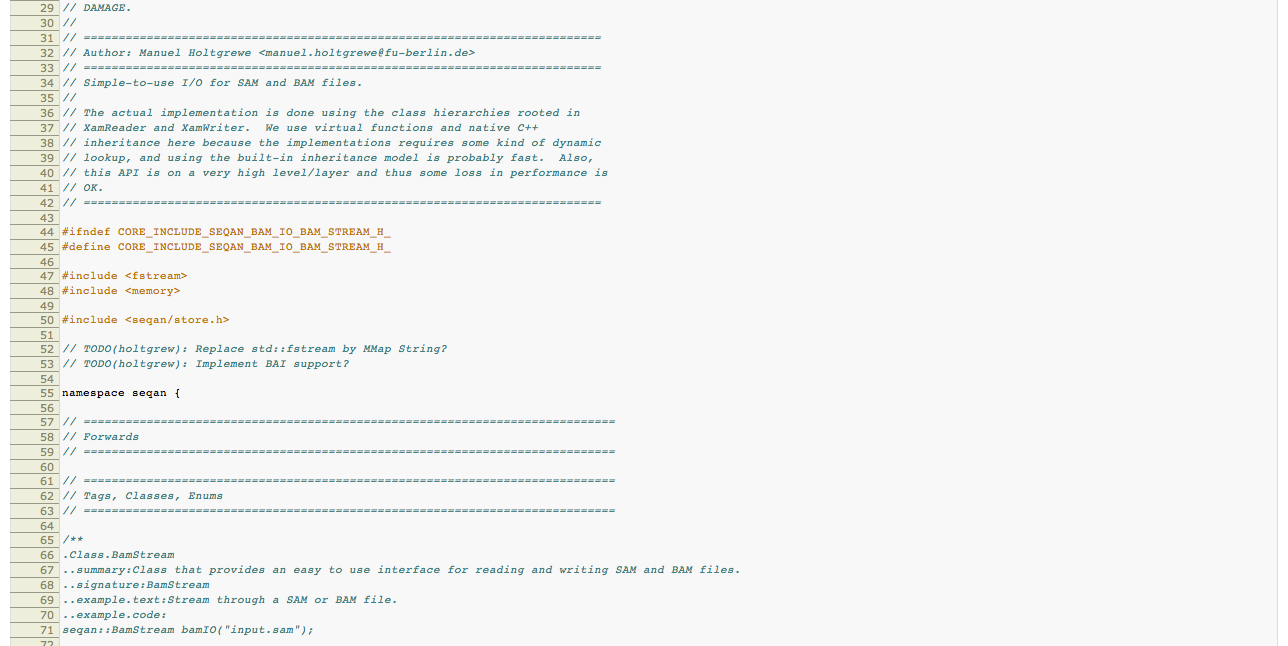 29 // DAMAGE.
30 //
31 // ==========================================================================
32 // Author: Manuel Holtgrewe <manuel.holtgrewe@fu-berlin.de>
33 // ==========================================================================
34 // Simple-to-use I/O for SAM and BAM files.
35 //
36 // The actual implementation is done using the class hierarchies rooted in
37 // XamReader and XamWriter.  We use virtual functions and native C++
38 // inheritance here because the implementations requires some kind of dynamic
39 // lookup, and using the built-in inheritance model is probably fast.  Also,
40 // this API is on a very high level/layer and thus some loss in performance is
41 // OK.
42 // ==========================================================================
43
44 #ifndef CORE_INCLUDE_SEQAN_BAM_IO_BAM_STREAM_H_
45 #define CORE_INCLUDE_SEQAN_BAM_IO_BAM_STREAM_H_
46
47 #include <fstream>
48 #include <memory>
49
50 #include <seqan/store.h>
51
52 // TODO(holtgrew): Replace std::fstream by MMap String?
53 // TODO(holtgrew): Implement BAI support?
54
55 namespace seqan {
56
57 // ============================================================================
58 // Forwards
59 // ============================================================================
60
61 // ============================================================================
62 // Tags, Classes, Enums
63 // ============================================================================
64
65 /**
66 .Class.BamStream
67 ..summary:Class that provides an easy to use interface for reading and writing SAM and BAM files.
68 ..signature:BamStream
69 ..example.text:Stream through a SAM or BAM file.
70 ..example.code:
71 seqan::BamStream bamIO("input.sam");
72